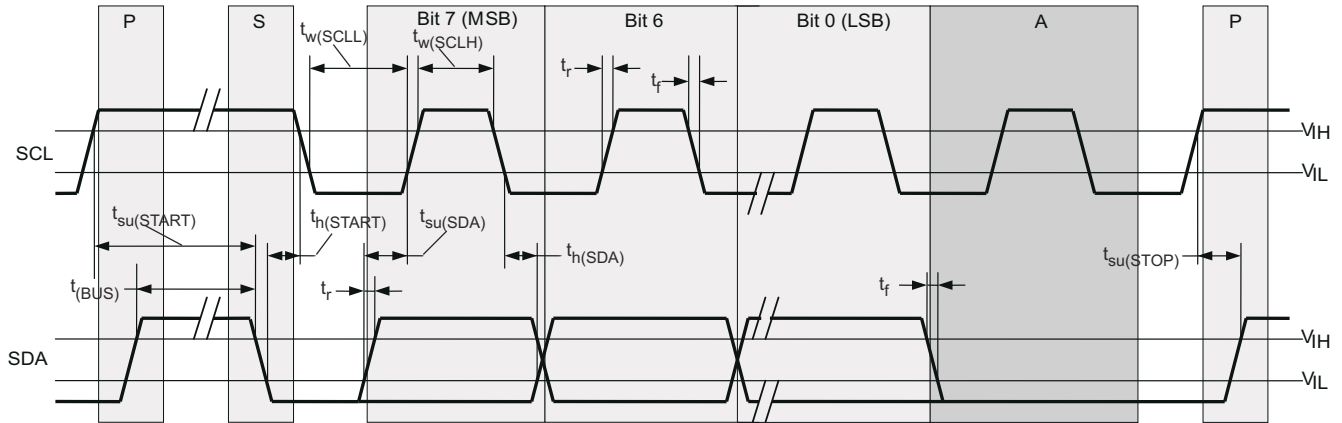 P S Bit 7 (MSB) Bit 6 Bit 0 (LSB) A P
tw(SCLL) tw(SCLH) tr tf
VIH
SCL
VIL
tsu(START) th(START) tsu(SDA) th(SDA) tsu(STOP)
t(BUS) tr tf
VIH
SDA
VIL